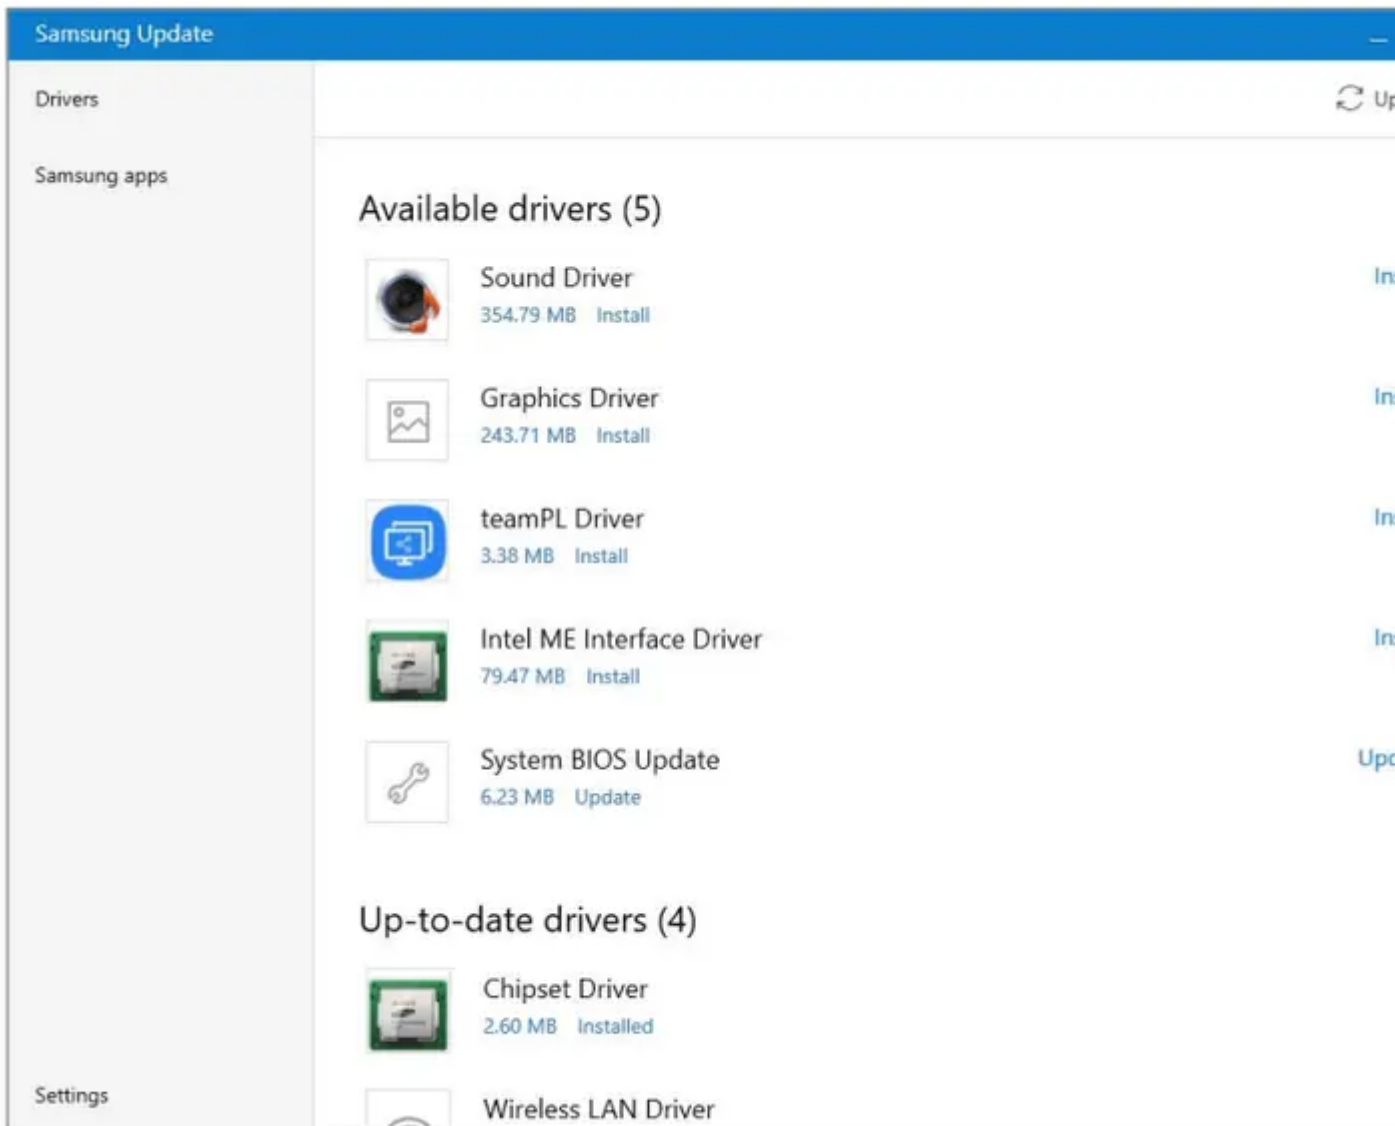 Samsung Update
Drivers
Samsung apps
Available drivers (5)
Sound Driver
354.79 MB Install
Graphics Driver
243.71 MB Install
teamPL Driver
3.38 MB Install
Intel ME Interface Driver
79.47 MB Install
System BIOS Update
6.23 MB Update
Up-to-date drivers (4)
Chipset Driver
2.60 MB Installed
Wireless LAN Driver
Settings